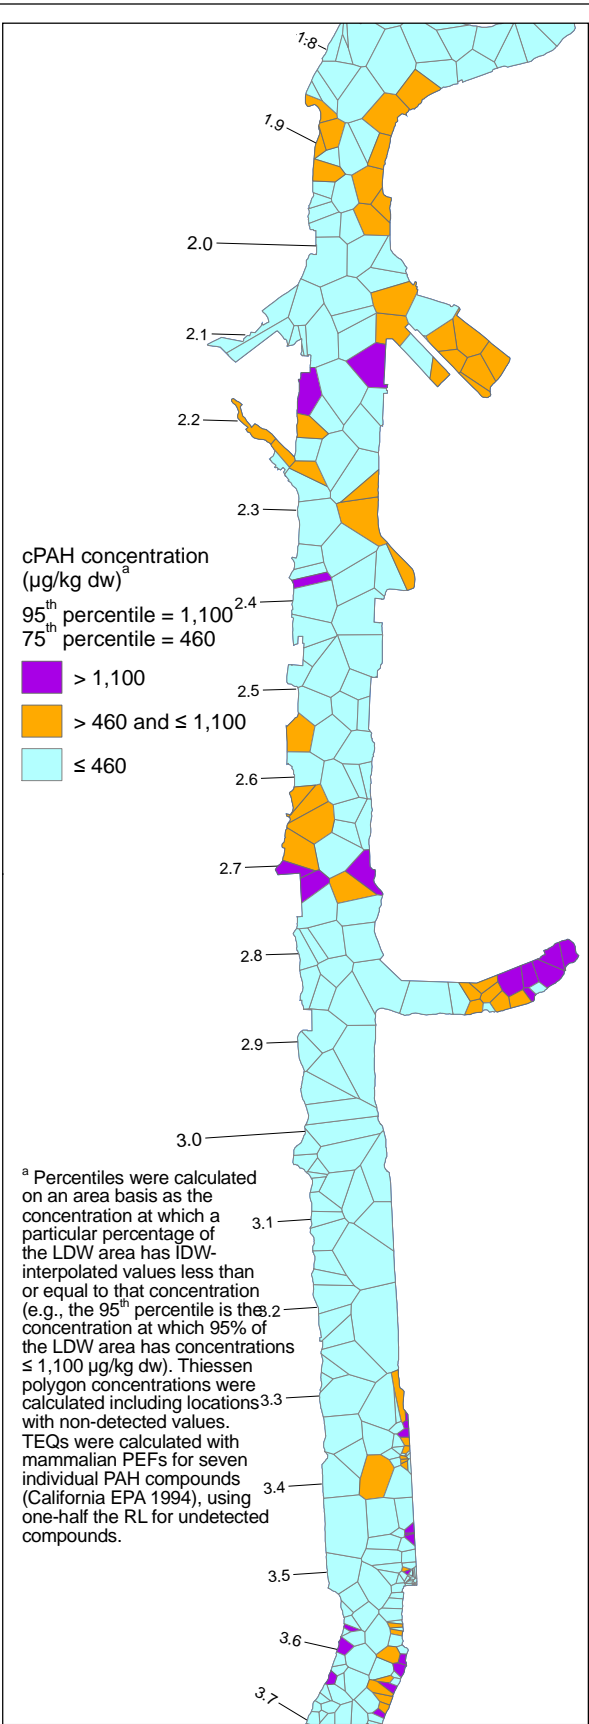 1.8
1.9
2.0
2.1
2.2
2.3
cPAH concentration
(µg/kg dw)a
95th percentile = 1,100
2.4
75th percentile = 460
> 1,100
2.5
> 460 and ≤ 1,100
≤ 460
2.6
2.7
2.8
2.9
3.0
a Percentiles were calculated
on an area basis as the
concentration at which a
3.1
particular percentage of
the LDW area has IDW-
interpolated values less than
or equal to that concentration
(e.g., the 95th percentile is the
3.2
concentration at which 95% of
the LDW area has concentrations
≤ 1,100 µg/kg dw). Thiessen
polygon concentrations were
calculated including locations
3.3
with non-detected values.
TEQs were calculated with
mammalian PEFs for seven
individual PAH compounds
3.4
(California EPA 1994), using
one-half the RL for undetected
compounds.
3.5
3.6
3.7